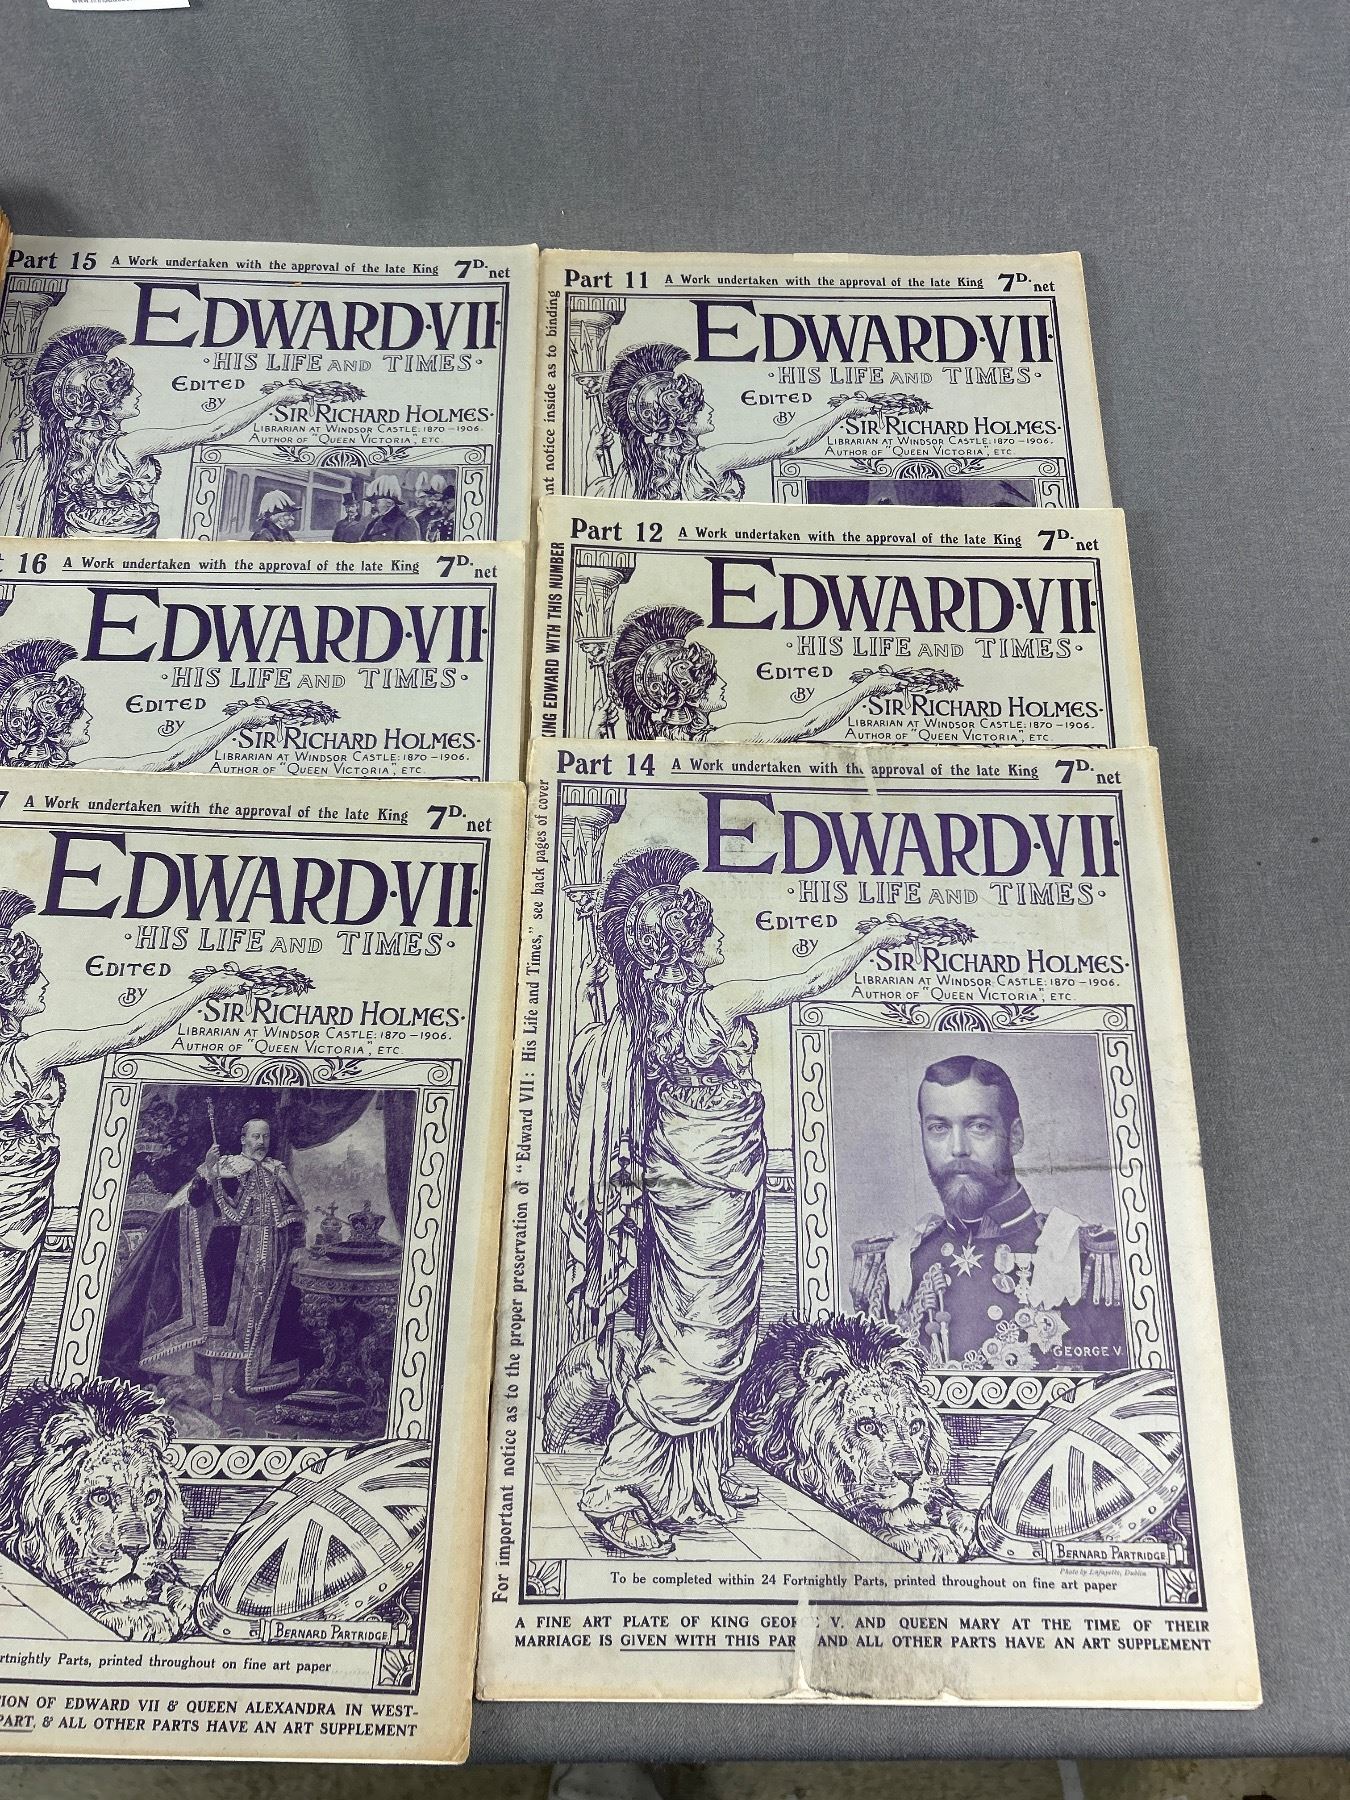 Part 15 A Work undertaken with the approval of the late King 7D. net
EDWARD·VII·
·HIS LIFE AND TIMES·
EDITED
BY
·SIR RICHARD HOLMES·
LIBRARIAN AT WINDSOR CASTLE: 1870–1906.
AUTHOR OF "QUEEN VICTORIA", ETC.
Part 11 A Work undertaken with the approval of the late King 7D. net
notice inside as to binding
EDWARD·VII·
·HIS LIFE AND TIMES·
EDITED
BY
·SIR RICHARD HOLMES·
LIBRARIAN AT WINDSOR CASTLE: 1870–1906.
AUTHOR OF "QUEEN VICTORIA", ETC.
16 A Work undertaken with the approval of the late King 7D. net
EDWARD·VII·
·HIS LIFE AND TIMES·
EDITED
BY
·SIR RICHARD HOLMES·
LIBRARIAN AT WINDSOR CASTLE: 1870–1906.
AUTHOR OF "QUEEN VICTORIA", ETC.
Part 12 A Work undertaken with the approval of the late King 7D. net
EDWARD WITH THIS NUMBER
EDWARD·VII·
·HIS LIFE AND TIMES·
EDITED
BY
·SIR RICHARD HOLMES·
LIBRARIAN AT WINDSOR CASTLE: 1870–1906.
AUTHOR OF "QUEEN VICTORIA", ETC.
7 A Work undertaken with the approval of the late King 7D. net
EDWARD·VII·
·HIS LIFE AND TIMES·
EDITED
BY
·SIR RICHARD HOLMES·
LIBRARIAN AT WINDSOR CASTLE: 1870–1906.
AUTHOR OF "QUEEN VICTORIA", ETC.
BERNARD PARTRIDGE
Parts, printed throughout on fine art paper
OF EDWARD VII & QUEEN ALEXANDRA IN WEST-
PART, & ALL OTHER PARTS HAVE AN ART SUPPLEMENT
Part 14 A Work undertaken with the approval of the late King 7D. net
For important notice as to the proper preservation of "Edward VII: His Life and Times," see back pages of cover
EDWARD·VII·
·HIS LIFE AND TIMES·
EDITED
BY
·SIR RICHARD HOLMES·
LIBRARIAN AT WINDSOR CASTLE: 1870–1906.
AUTHOR OF "QUEEN VICTORIA", ETC.
GEORGE V.
BERNARD PARTRIDGE
Photo by Lafayette, Dublin
To be completed within 24 Fortnightly Parts, printed throughout on fine art paper
A FINE ART PLATE OF KING GEOR E V. AND QUEEN MARY AT THE TIME OF THEIR
MARRIAGE IS GIVEN WITH THIS PAR AND ALL OTHER PARTS HAVE AN ART SUPPLEMENT